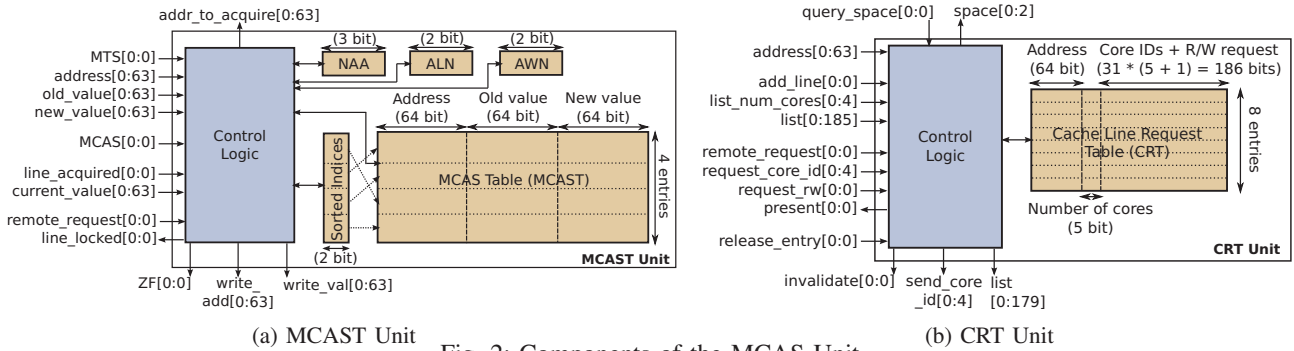 addr_to_acquire[0:63]
MTS[0:0]
address[0:63]
old_value[0:63]
new_value[0:63]
MCAS[0:0]
line_acquired[0:0]
current_value[0:63]
remote_request[0:0]
line_locked[0:0]
Control
Logic
(3 bit)
NAA
(2 bit)
ALN
(2 bit)
AWN
Address
(64 bit)
Old value
(64 bit)
New value
(64 bit)
Sorted Indices
(2 bit)
MCAS Table (MCAST)
4 entries
MCAST Unit
ZF[0:0]
write_
add[0:63]
write_val[0:63]
(a) MCAST Unit
query_space[0:0]
space[0:2]
address[0:63]
add_line[0:0]
list_num_cores[0:4]
list[0:185]
remote_request[0:0]
request_core_id[0:4]
request_rw[0:0]
present[0:0]
release_entry[0:0]
Control
Logic
Address
(64 bit)
Core IDs + R/W request
(31 * (5 + 1) = 186 bits)
Cache Line Request
Table (CRT)
8 entries
Number of cores
(5 bit)
CRT Unit
invalidate[0:0]
send_core
_id[0:4]
list
[0:179]
(b) CRT Unit
Fig. 2: Components of the MCAS Unit